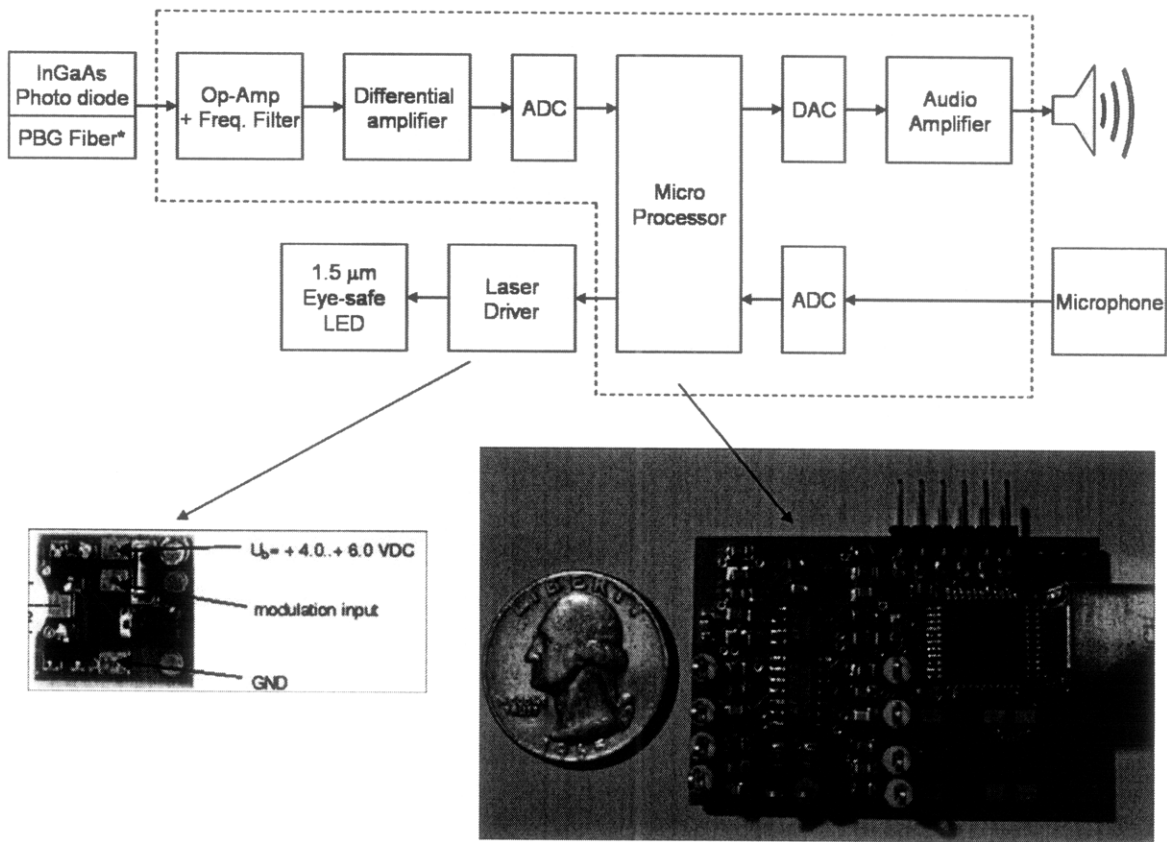 InGaAs
Photo diode
PBG Fiber*
Op-Amp
+ Freq. Filter
Differential
amplifier
ADC
Micro
Processor
DAC
Audio
Amplifier
1.5 μm
Eye-safe
LED
Laser
Driver
ADC
Microphone
U_b= + 4.0..+ 6.0 VDC
modulation input
GND
LIBERTY